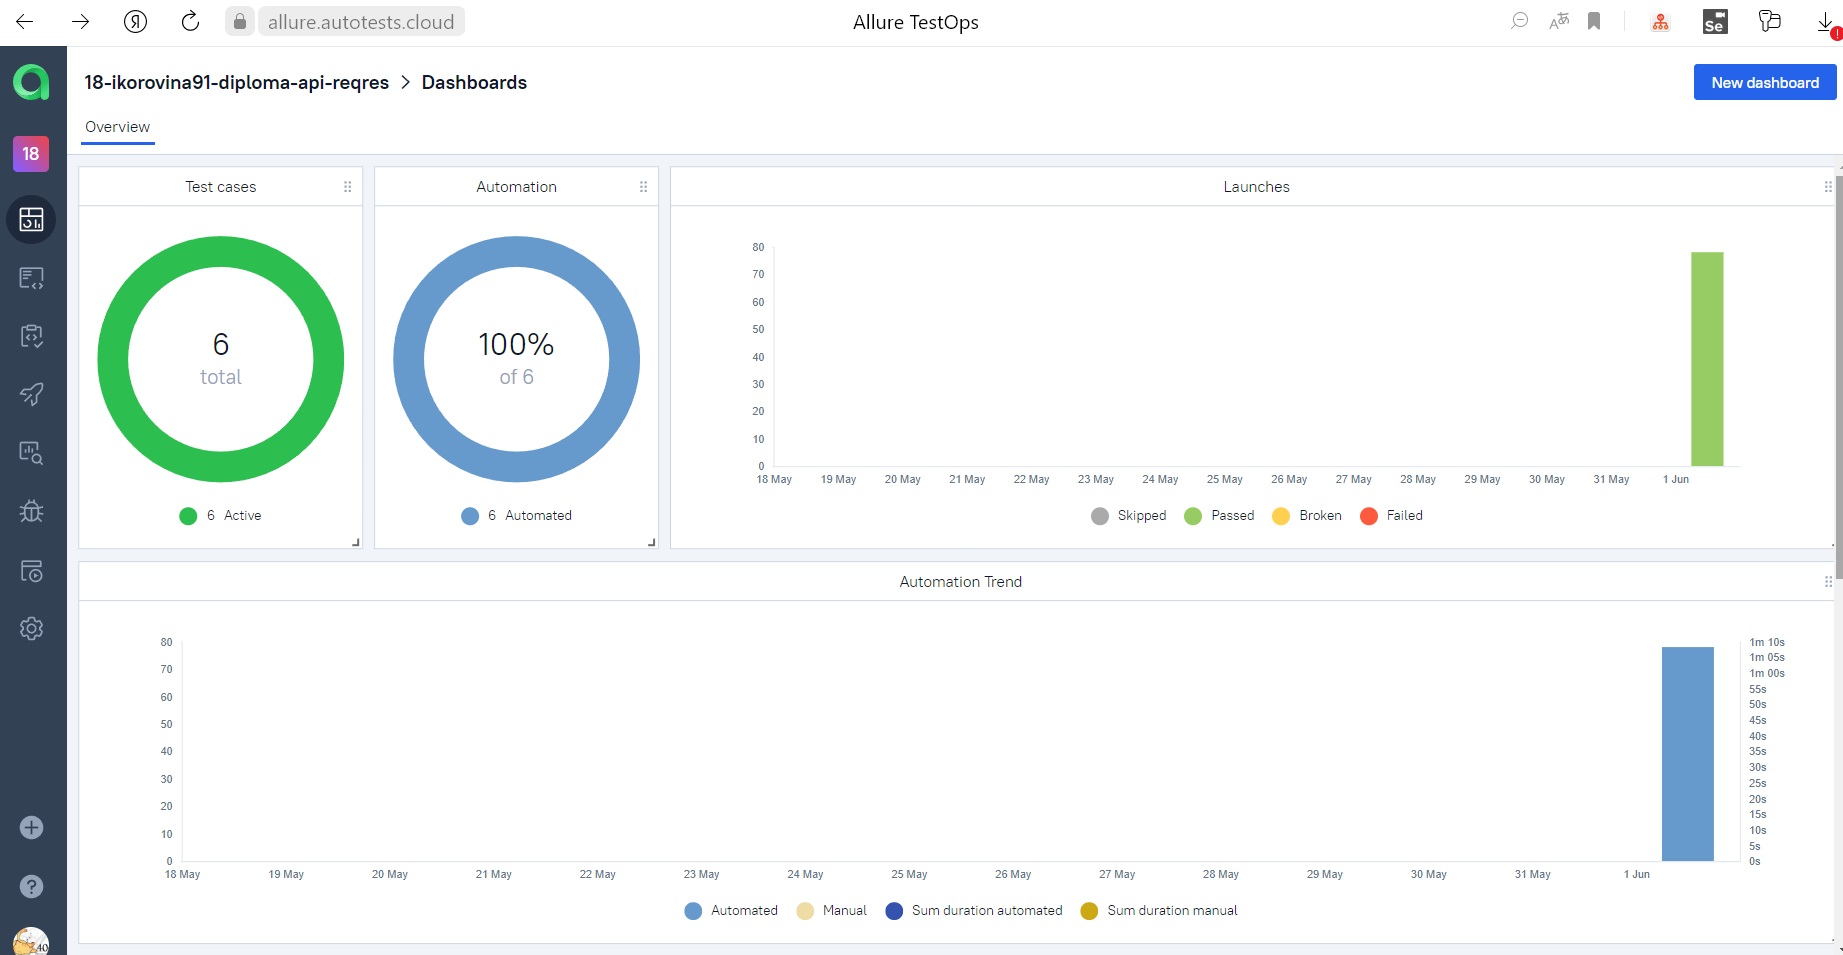 allure.autotests.cloud
Allure TestOps
Se
18-ikorovina91-diploma-api-reqres > Dashboards
New dashboard
Overview
18
Test cases
6
total
6 Active
Automation
100%
of 6
6 Automated
Launches
80
70
60
50
40
30
20
10
0
18 May 19 May 20 May 21 May 22 May 23 May 24 May 25 May 26 May 27 May 28 May 29 May 30 May 31 May 1 Jun
Skipped Passed Broken Failed
Automation Trend
80
70
60
50
40
30
20
10
0
1m 10s
1m 05s
1m 00s
55s
50s
45s
40s
35s
30s
25s
20s
15s
10s
5s
0s
18 May 19 May 20 May 21 May 22 May 23 May 24 May 25 May 26 May 27 May 28 May 29 May 30 May 31 May 1 Jun
Automated Manual Sum duration automated Sum duration manual
40